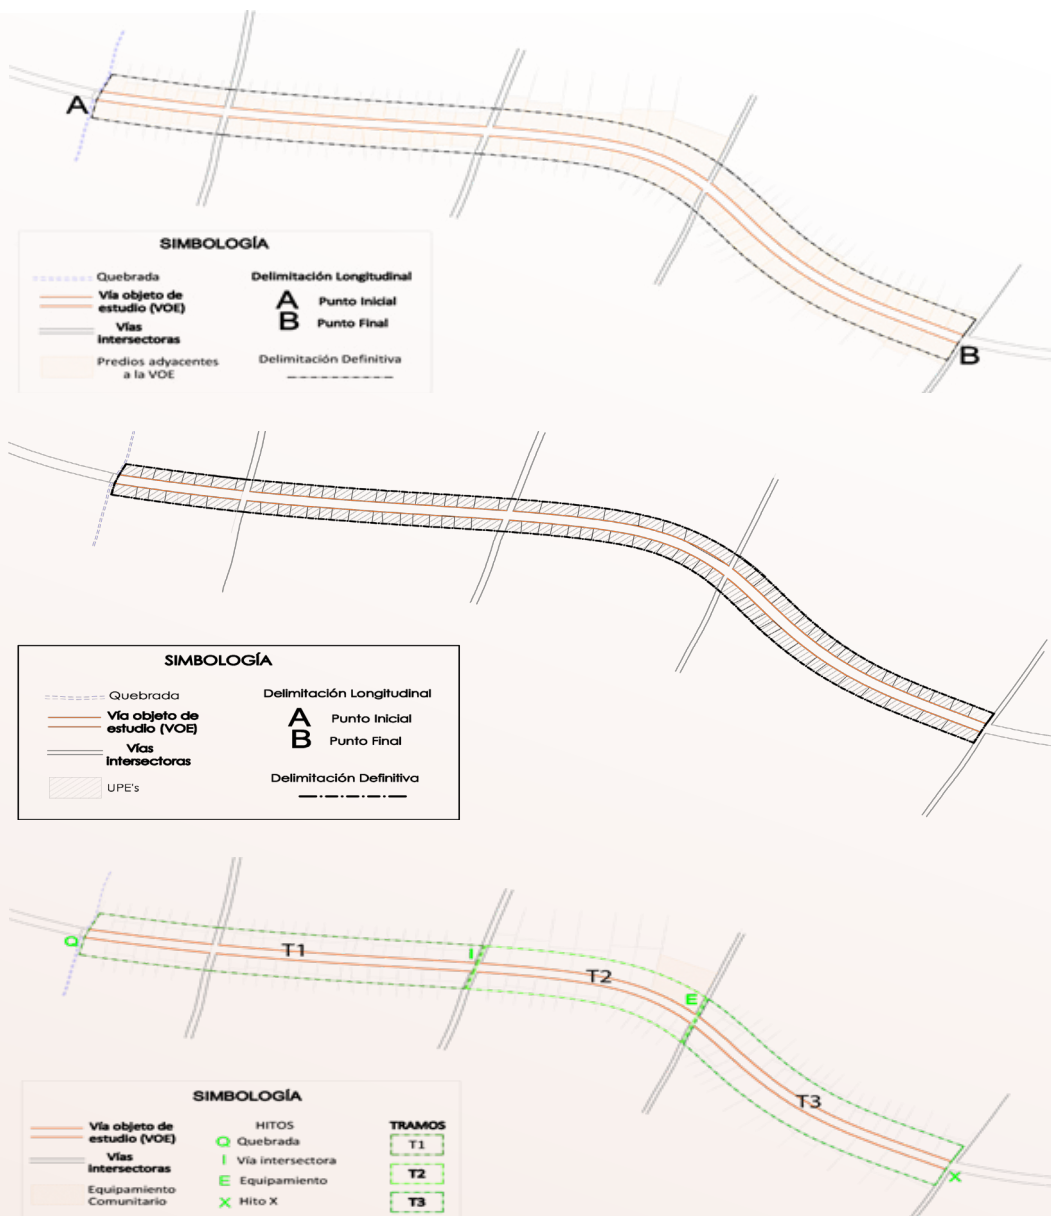 A
B
SIMBOLOGÍA
Quebrada
Vía objeto de
estudio (VOE)
Vías
intersectoras
Predios adyacentes
a la VOE
Delimitación Longitudinal
A Punto Inicial
B Punto Final
Delimitación Definitiva
SIMBOLOGÍA
Quebrada
Vía objeto de
estudio (VOE)
Vías
intersectoras
UPE's
Delimitación Longitudinal
A Punto Inicial
B Punto Final
Delimitación Definitiva
Q
T1
I
T2
E
T3
X
SIMBOLOGÍA
Vía objeto de
estudio (VOE)
Vías
intersectoras
Equipamiento
Comunitario
HITOS
Q Quebrada
I Vía intersectora
E Equipamiento
X Hito X
TRAMOS
T1
T2
T3